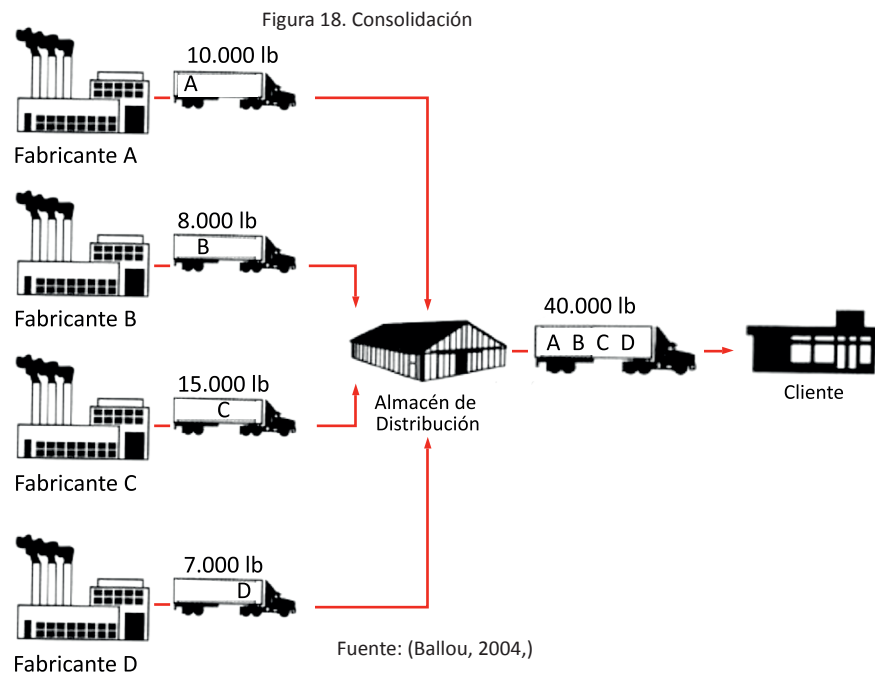 Figura 18. Consolidación
10.000 lb
A
Fabricante A
8.000 lb
B
Fabricante B
15.000 lb
C
Fabricante C
7.000 lb
D
Fabricante D
Almacén de
Distribución
40.000 lb
A B C D
Cliente
Fuente: (Ballou, 2004,)